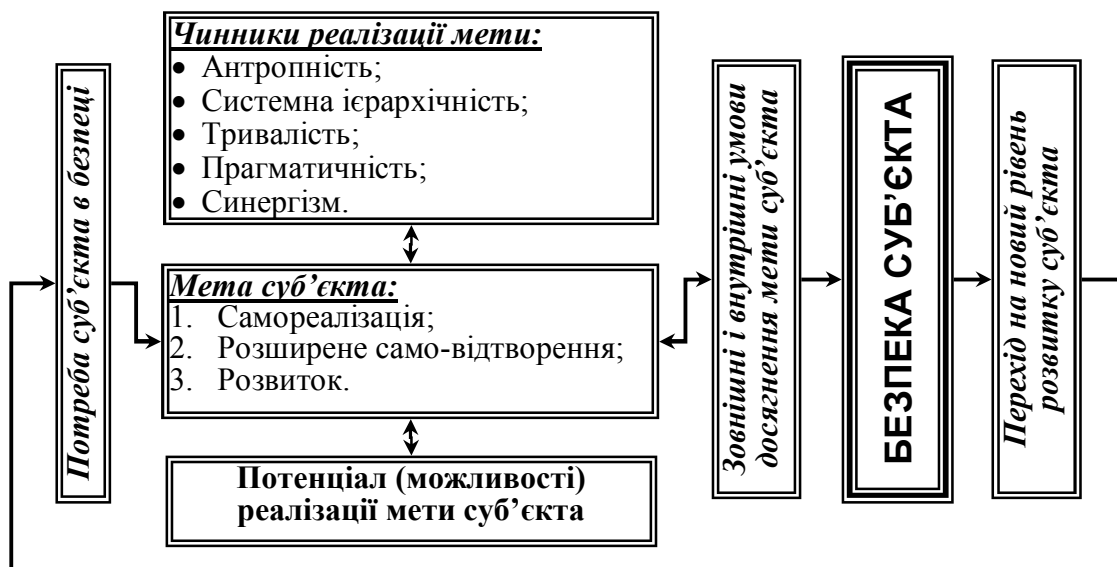 Потреба суб’єкта в безпеці
Чинники реалізації мети:
• Антропність;
• Системна ієрархічність;
• Тривалість;
• Прагматичність;
• Синергізм.
Мета суб’єкта:
1. Самореалізація;
2. Розширене само-відтворення;
3. Розвиток.
Потенціал (можливості)
реалізації мети суб’єкта
Зовнішні і внутрішні умови
досягнення мети суб’єкта
БЕЗПЕКА СУБ’ЄКТА
Перехід на новий рівень
розвитку суб’єкта